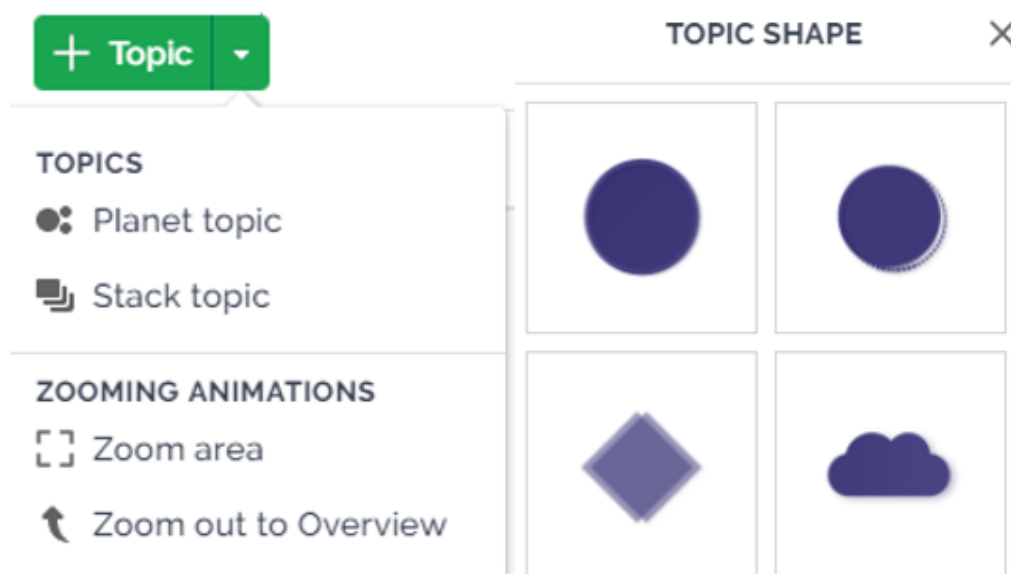 Topic
TOPICS
Planet topic
Stack topic
ZOOMING ANIMATIONS
Zoom area
Zoom out to Overview
TOPIC SHAPE